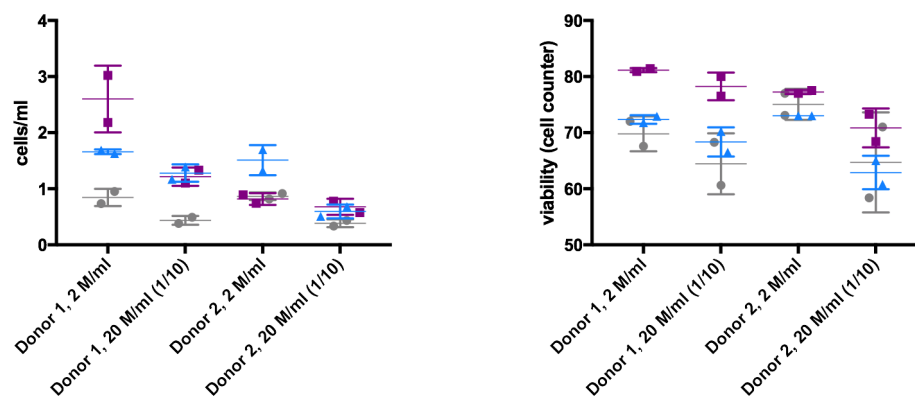 cells/ml
4
3
2
1
0
Donor 1, 2 M/ml
Donor 1, 20 M/ml (1/10)
Donor 2, 2 M/ml
Donor 2, 20 M/ml (1/10)
viability (cell counter)
90
80
70
60
50
Donor 1, 2 M/ml
Donor 1, 20 M/ml (1/10)
Donor 2, 2 M/ml
Donor 2, 20 M/ml (1/10)